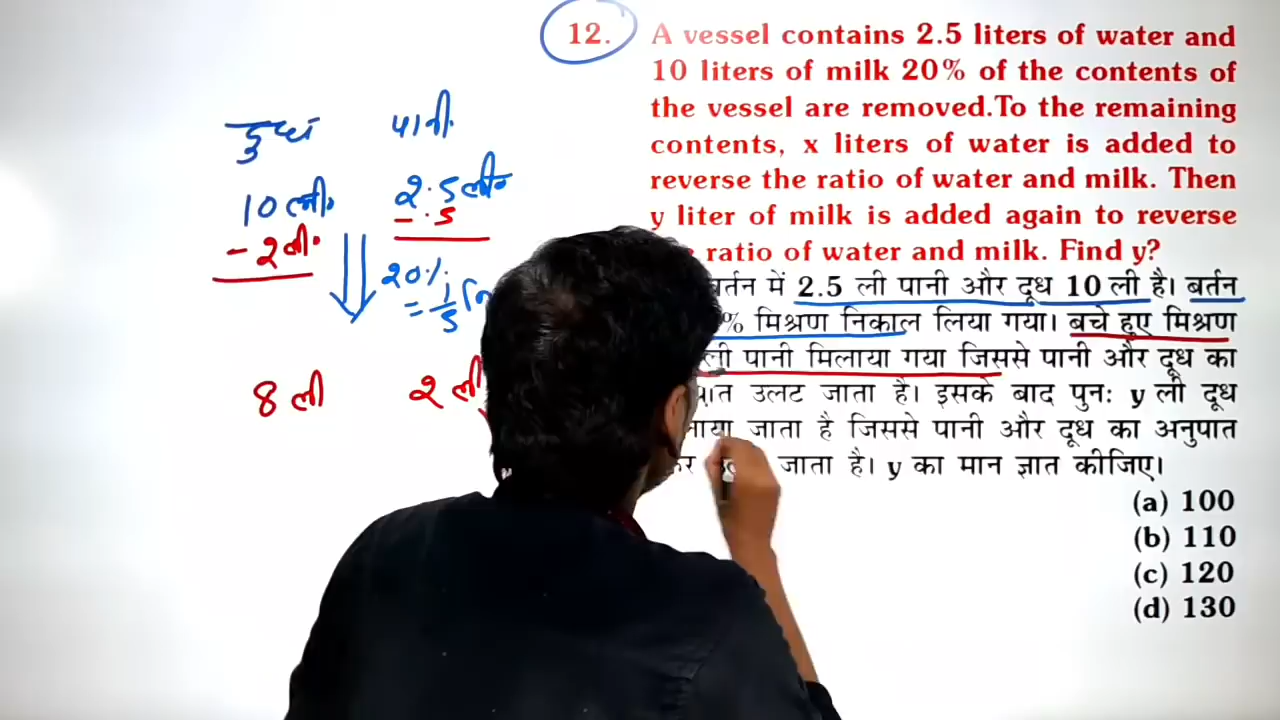 12. A vessel contains 2.5 liters of water and
10 liters of milk 20% of the contents of
the vessel are removed.To the remaining
contents, x liters of water is added to
reverse the ratio of water and milk. Then
y liter of milk is added again to reverse
ratio of water and milk. Find y?
में 2.5 ली पानी और दूध 10 ली है। बर्तन
% मिश्रण निकाल लिया गया। बचे हूए मिश्रण
ली पानी मिलाया गया जिससे पानी और दूध का
उलट जाता है। इसके बाद पुनः y ली दूध
जाता है जिससे पानी और दूध का अनुपात
जाता है। y का मान ज्ञात कीजिए।
(a) 100
(b) 110
(c) 120
(d) 130
दूध पानी
10 ली० 2.5 ली०
- 2 ली० - .5
20%
= 1/5
8 ली 2 ली